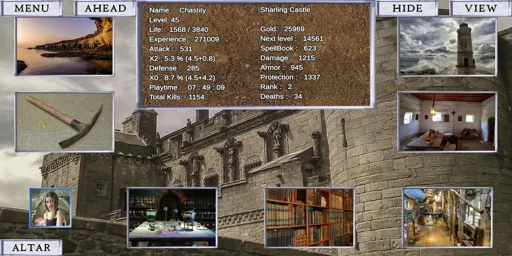 MENU AHEAD HIDE VIEW
Name Chastity Sharling Castle
Level: 45
Life: 1568 / 3840 Gold: 25969
Experience: 271009 Next level: 14561
Attack: 531 SpellBook: 623
X2: 5.3 % (4.5+0.8) Damage: 1215
Defense: 285 Armor: 945
X0: 8.7 % (4.5+4.2) Protection: 1337
Playtime: 07 : 49 : 09 Rank: 2
Total Kills: 1154 Deaths: 34
ALTAR